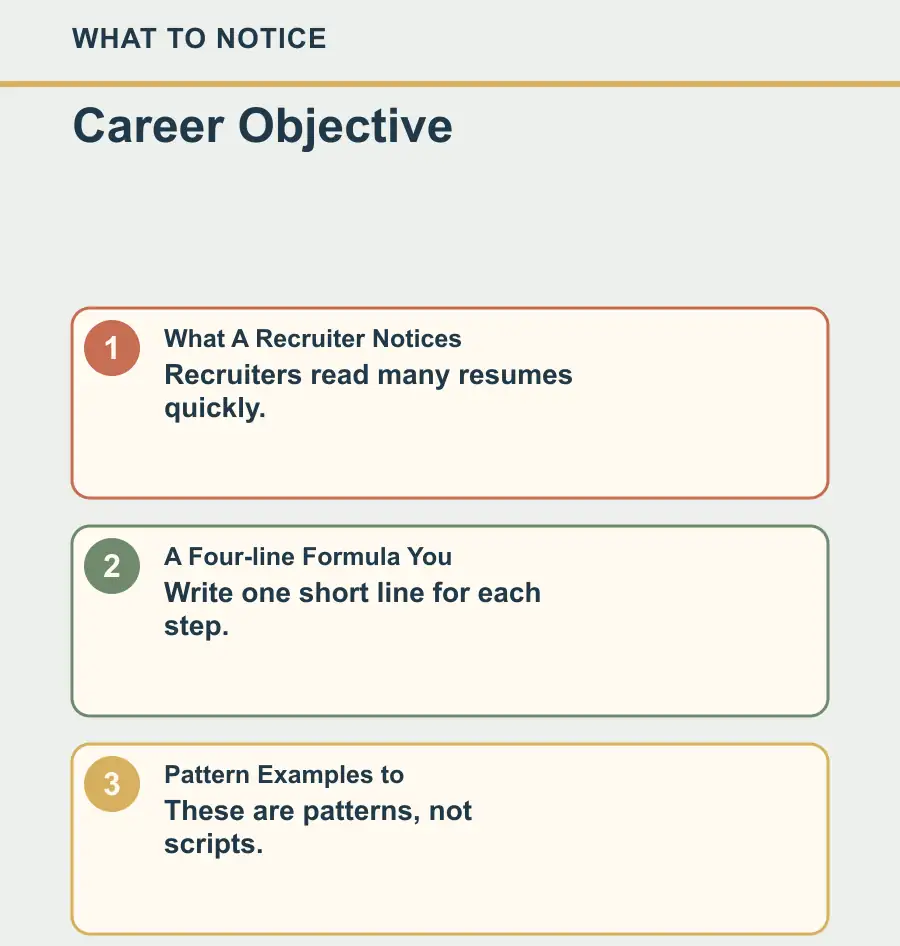 WHAT TO NOTICE
Career Objective
1
What A Recruiter Notices
Recruiters read many resumes
quickly.
2
A Four-line Formula You
Write one short line for each
step.
3
Pattern Examples to
These are patterns, not
scripts.